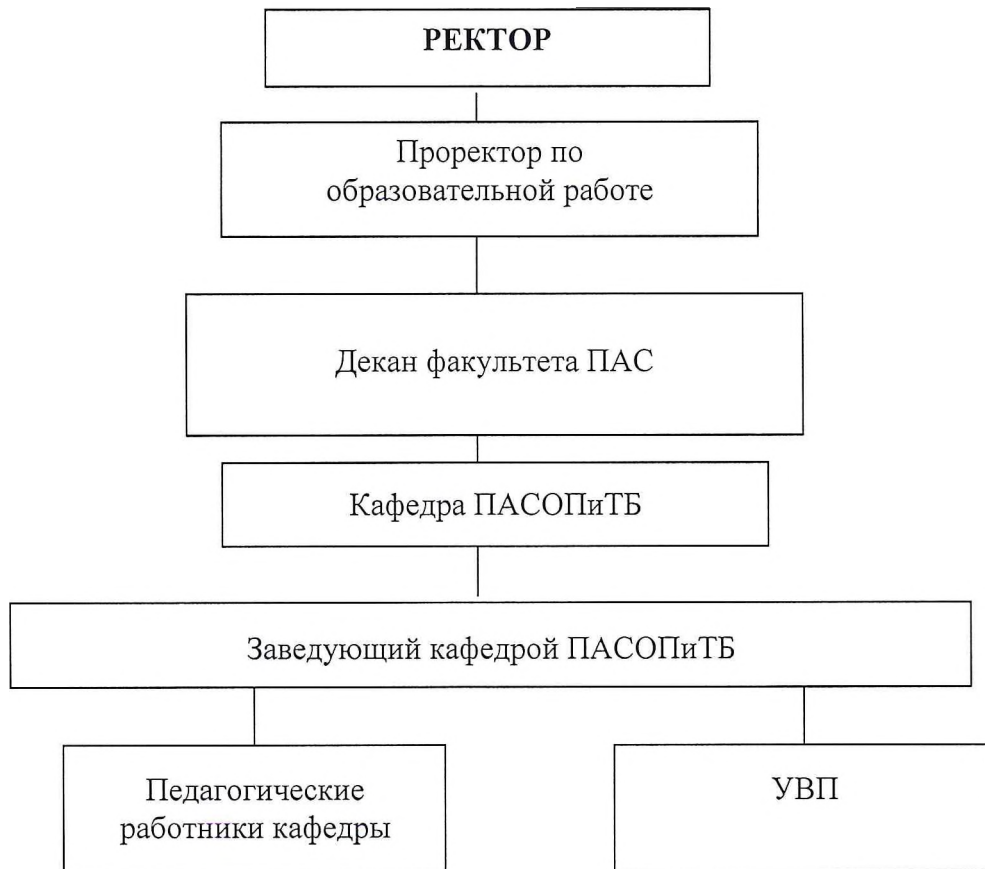 РЕКТОР
Проректор по
образовательной работе
Декан факультета ПАС
Кафедра ПАСОПиТБ
Заведующий кафедрой ПАСОПиТБ
Педагогические
работники кафедры
УВП